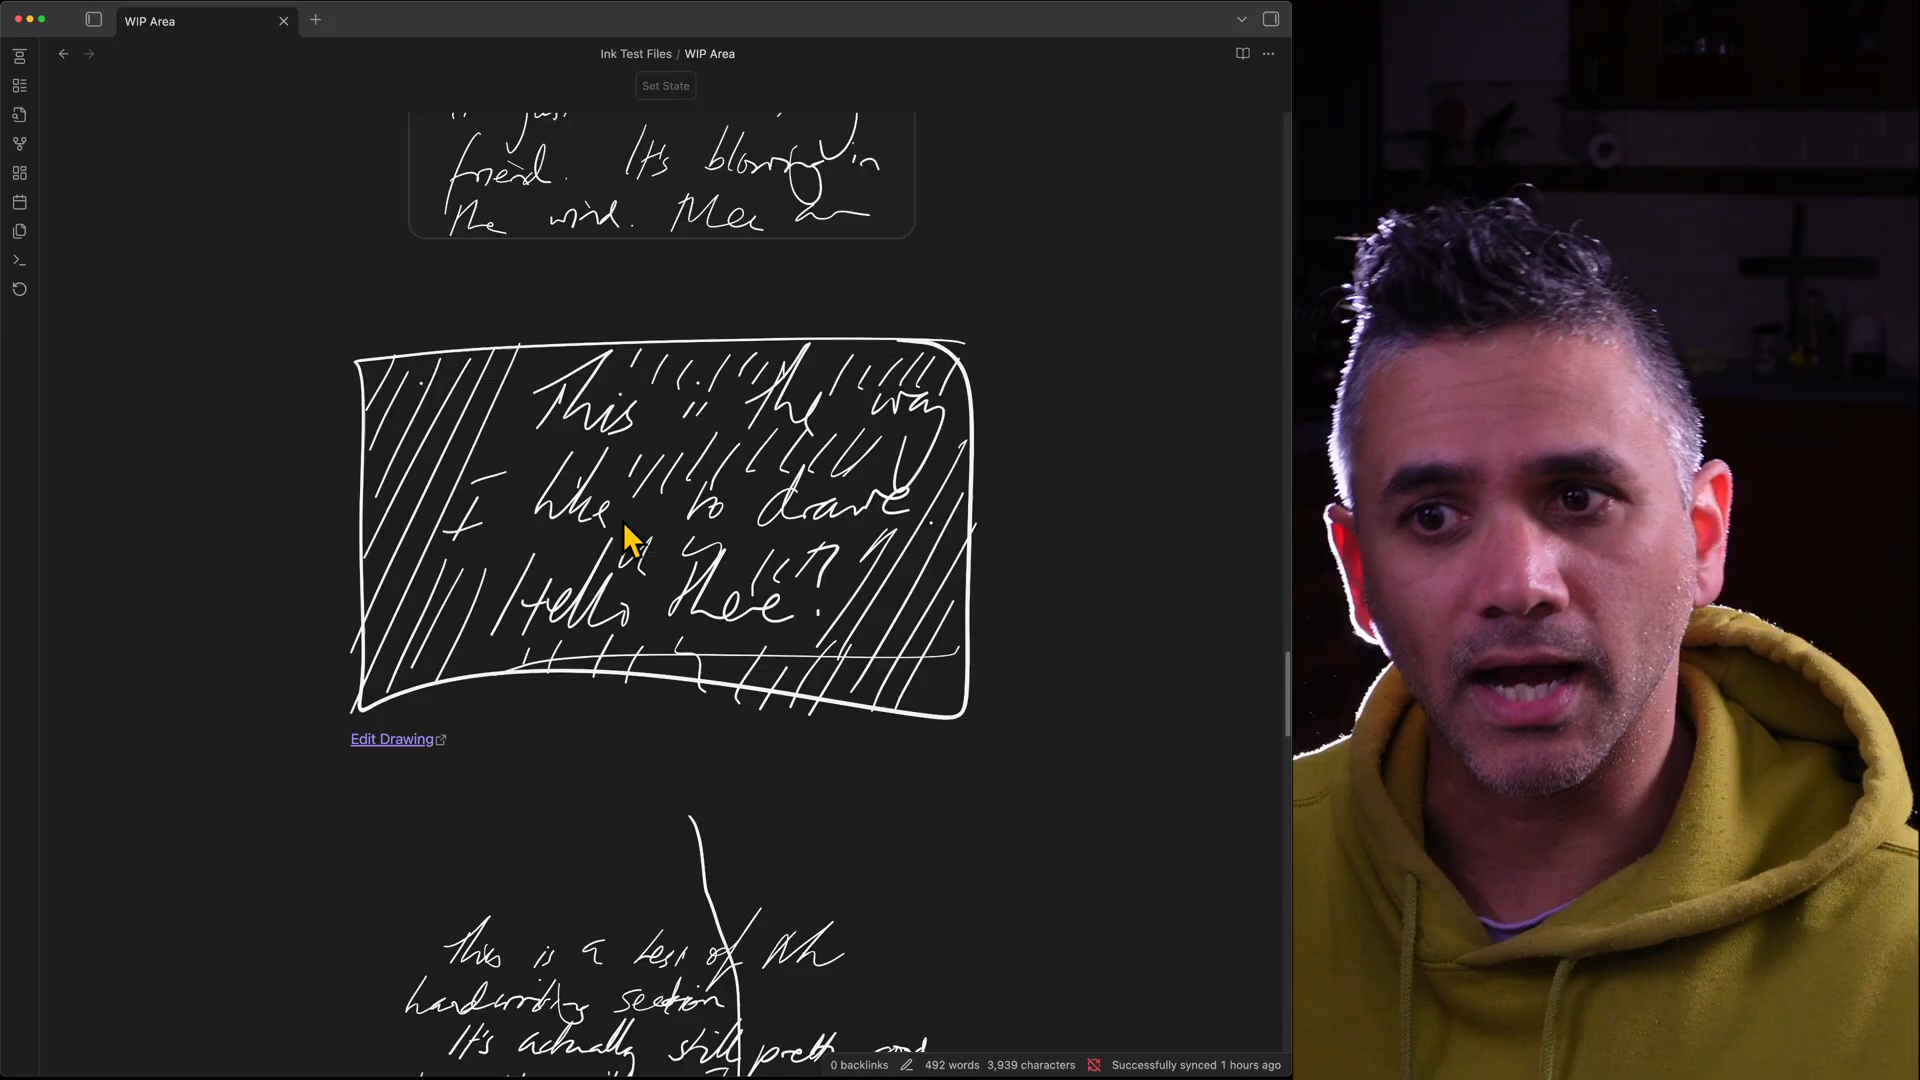 WIP Area
Ink Test Files / WIP Area
Set State
friend. It's blowing in
the wind.
This is the way
I like to draw
Hello there!
Edit Drawing
This is a test of
handwriting section
It's actually still pretty good
0 backlinks 492 words 3,939 characters Successfully synced 1 hours ago